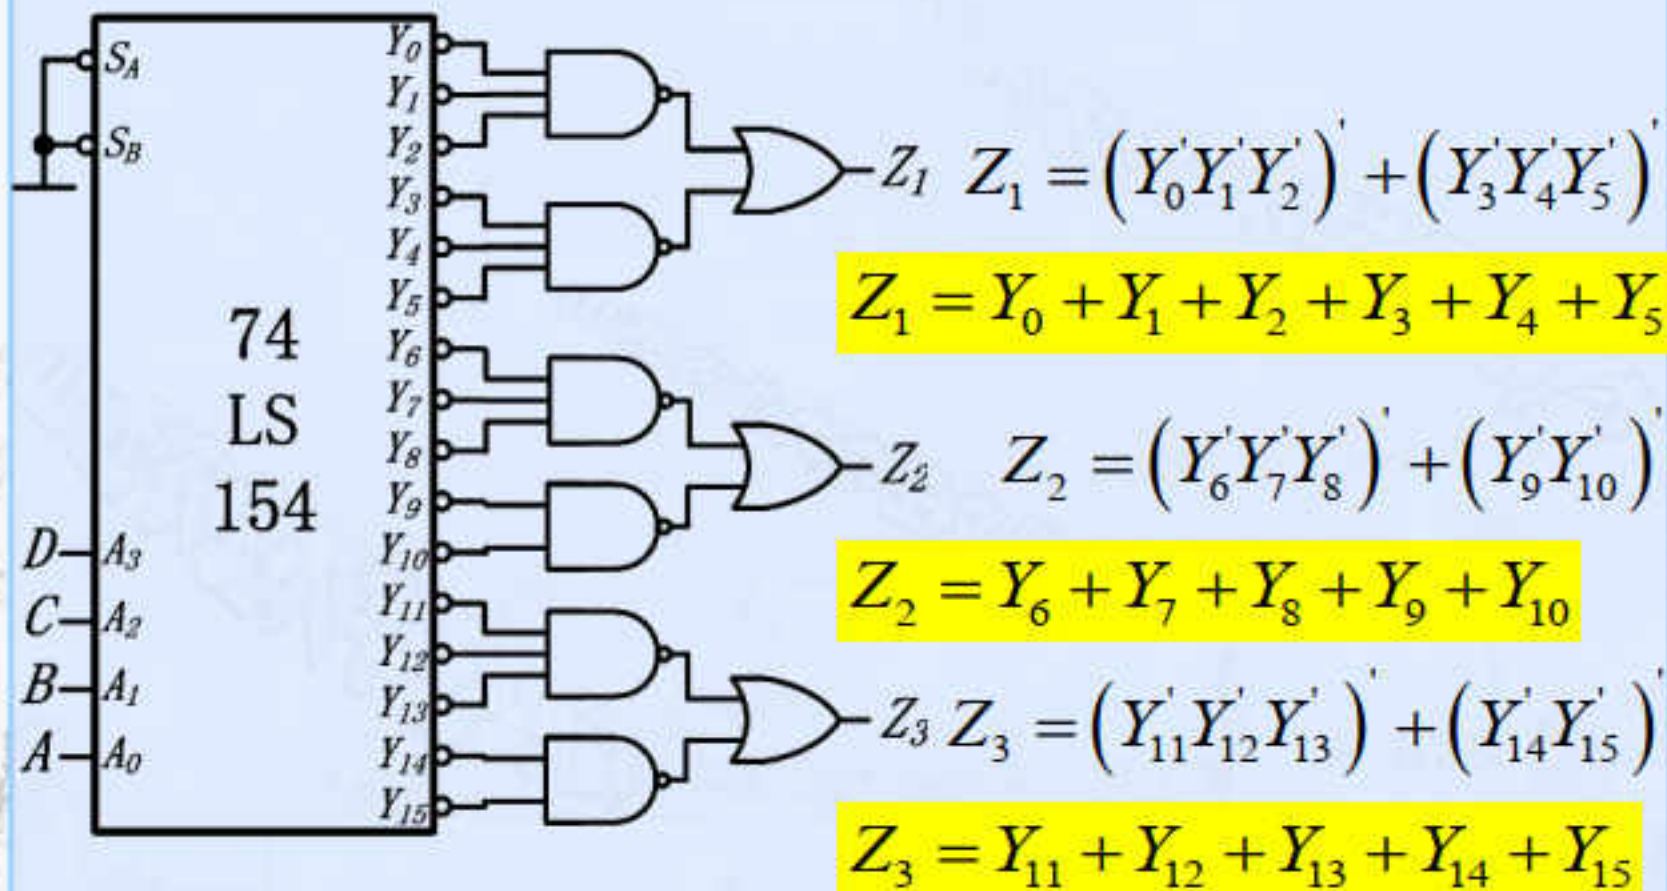 S_A
S_B
74
LS
154
D A_3
C A_2
B A_1
A A_0
Y_0
Y_1
Y_2
Y_3
Y_4
Y_5
Y_6
Y_7
Y_8
Y_9
Y_10
Y_11
Y_12
Y_13
Y_14
Y_15
Z_1 Z_1 = (Y_0' Y_1' Y_2')' + (Y_3' Y_4' Y_5')'
Z_1 = Y_0 + Y_1 + Y_2 + Y_3 + Y_4 + Y_5
Z_2 Z_2 = (Y_6' Y_7' Y_8')' + (Y_9' Y_10')'
Z_2 = Y_6 + Y_7 + Y_8 + Y_9 + Y_10
Z_3 Z_3 = (Y_11' Y_12' Y_13')' + (Y_14' Y_15')'
Z_3 = Y_11 + Y_12 + Y_13 + Y_14 + Y_15